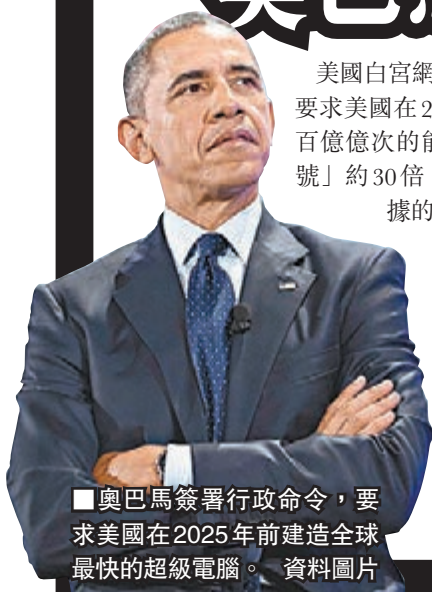 奧巴馬
美國白宮網
要求美國在2
百億億次的能
號」約30倍
據的
■奧巴馬簽署行政命令，要
求美國在2025年前建造全球
最快的超級電腦。 資料圖片